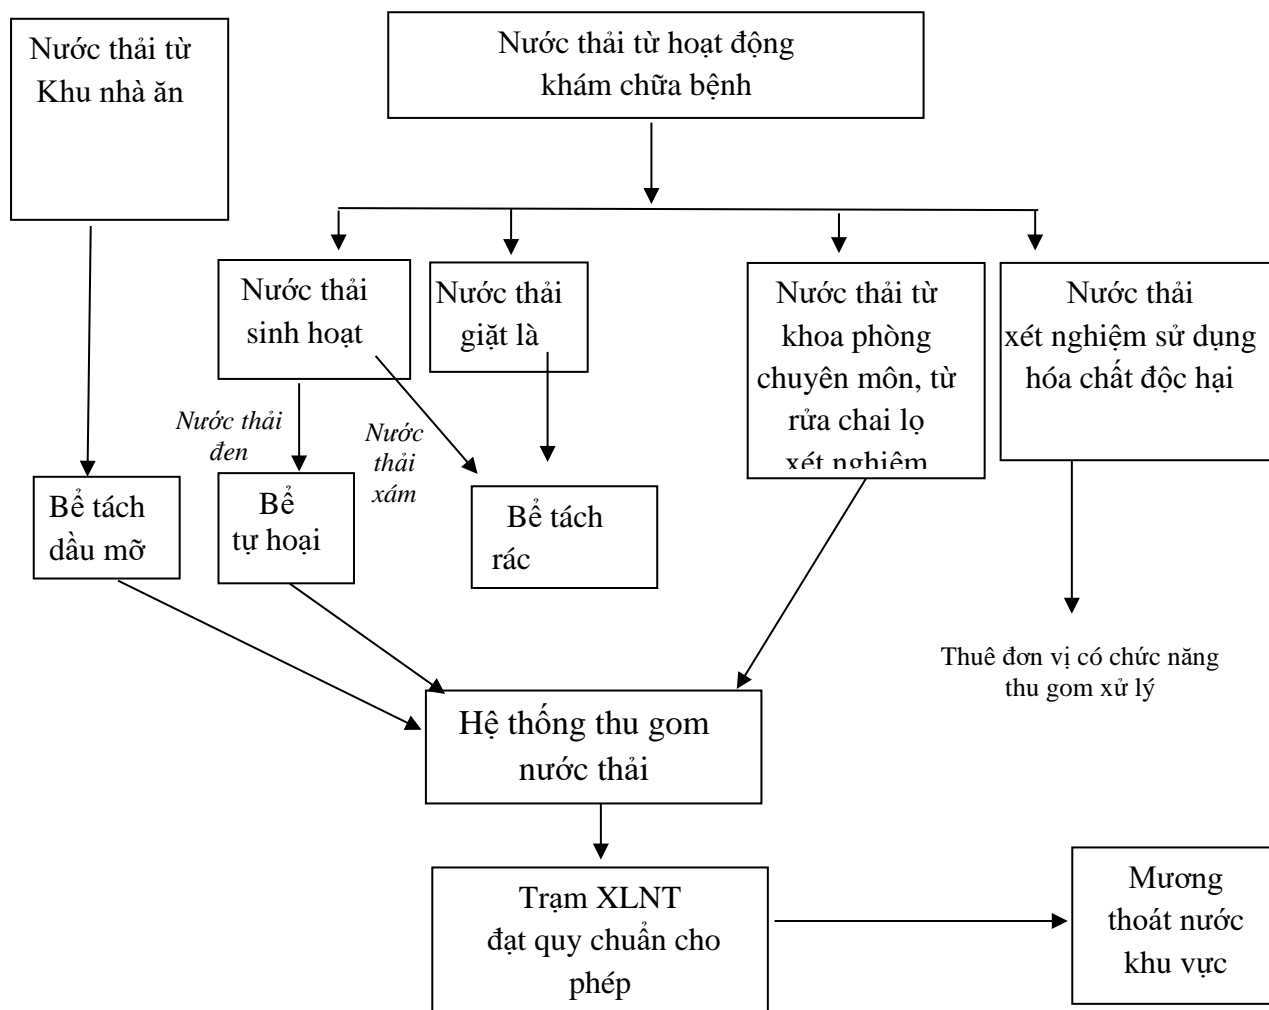 Nước thải từ
Khu nhà ăn
Nước thải từ hoạt động
khám chữa bệnh
Nước thải
sinh hoạt
Nước thải
giặt là
Nước thải từ
khoa phòng
chuyên môn, từ
rửa chai lọ
xét nghiệm
Nước thải
xét nghiệm sử dụng
hóa chất độc hại
Nước thải
đen
Nước
thải
xám
Bể tách
dầu mỡ
Bể
tự hoại
Bể tách
rác
Thuê đơn vị có chức năng
thu gom xử lý
Hệ thống thu gom
nước thải
Trạm XLNT
đạt quy chuẩn cho
phép
Mương
thoát nước
khu vực